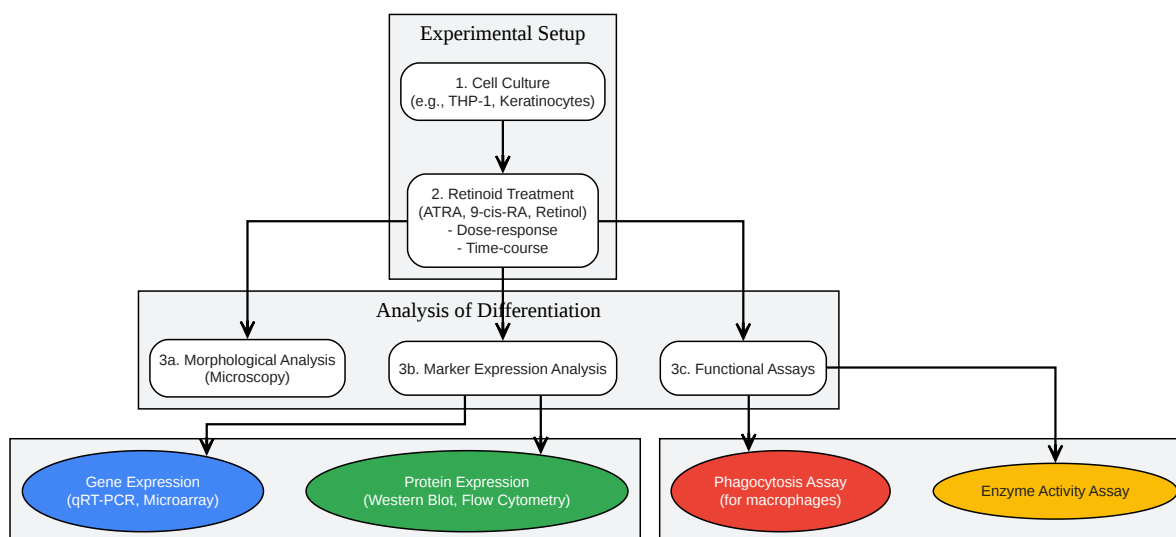 Experimental Setup
1. Cell Culture
(e.g., THP-1, Keratinocytes)
2. Retinoid Treatment
(ATRA, 9-cis-RA, Retinol)
- Dose-response
- Time-course
Analysis of Differentiation
3a. Morphological Analysis
(Microscopy)
3b. Marker Expression Analysis
3c. Functional Assays
Gene Expression
(qRT-PCR, Microarray)
Protein Expression
(Western Blot, Flow Cytometry)
Phagocytosis Assay
(for macrophages)
Enzyme Activity Assay